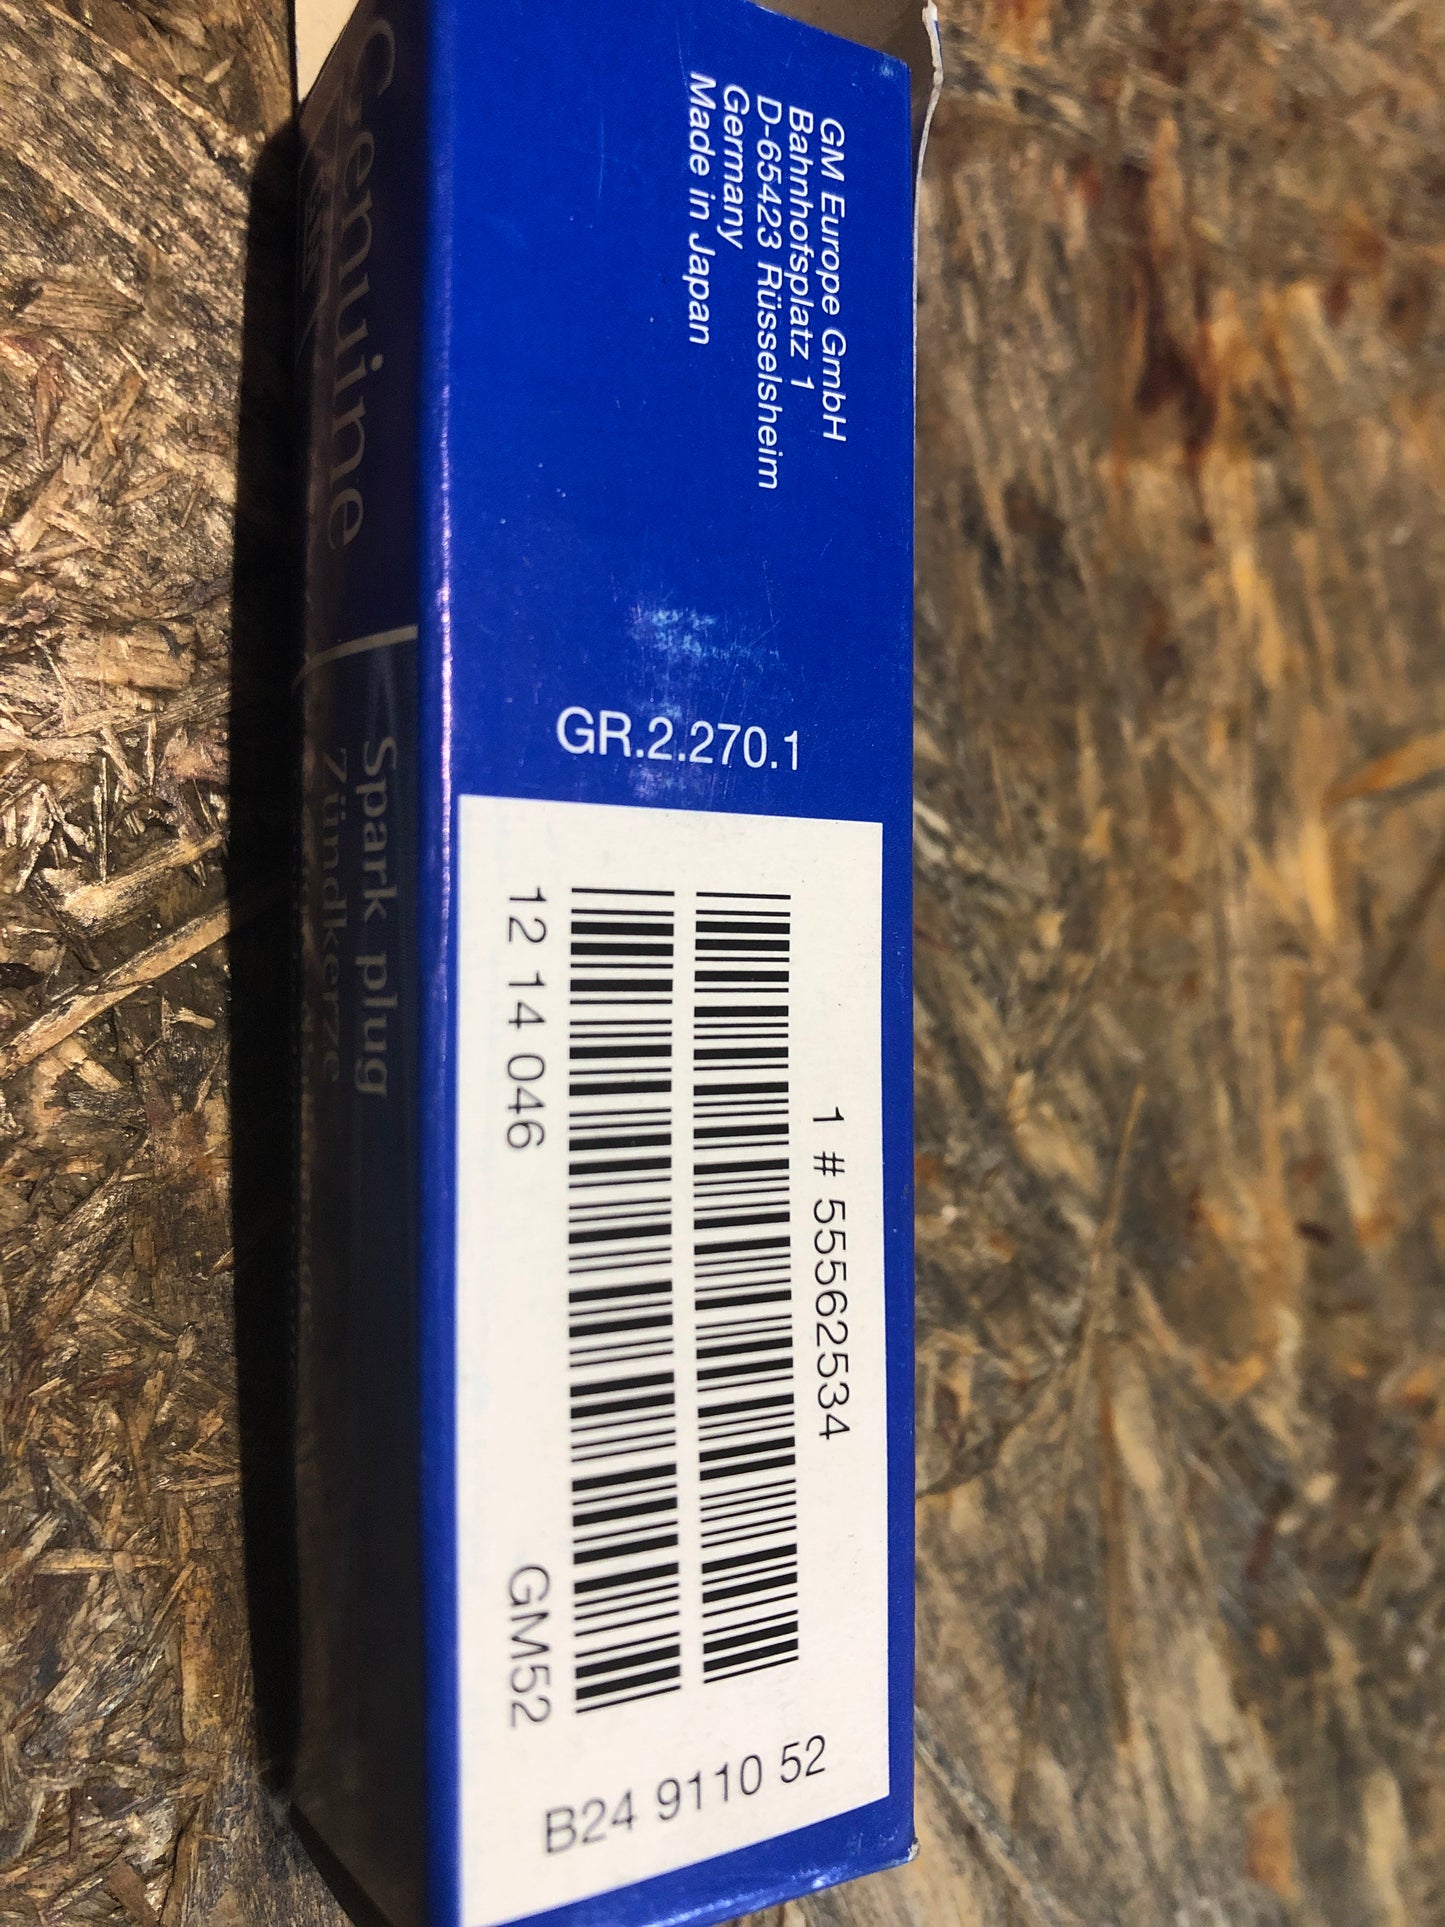 GM Europe GmbH
Bahnhofsplatz 1
D-65423 Rüsselsheim
Germany
Made in Japan
GR.2.270.1
1 # 55562534
12 14 046
GM52
B24 9110 52
Genuine
Spark plug
Zündkerze